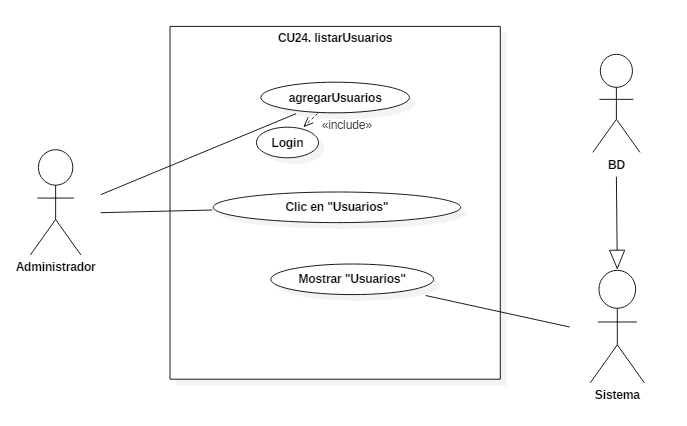 CU24. listarUsuarios
agregarUsuarios
«include»
Login
BD
Clic en "Usuarios"
Administrador
Mostrar "Usuarios"
Sistema